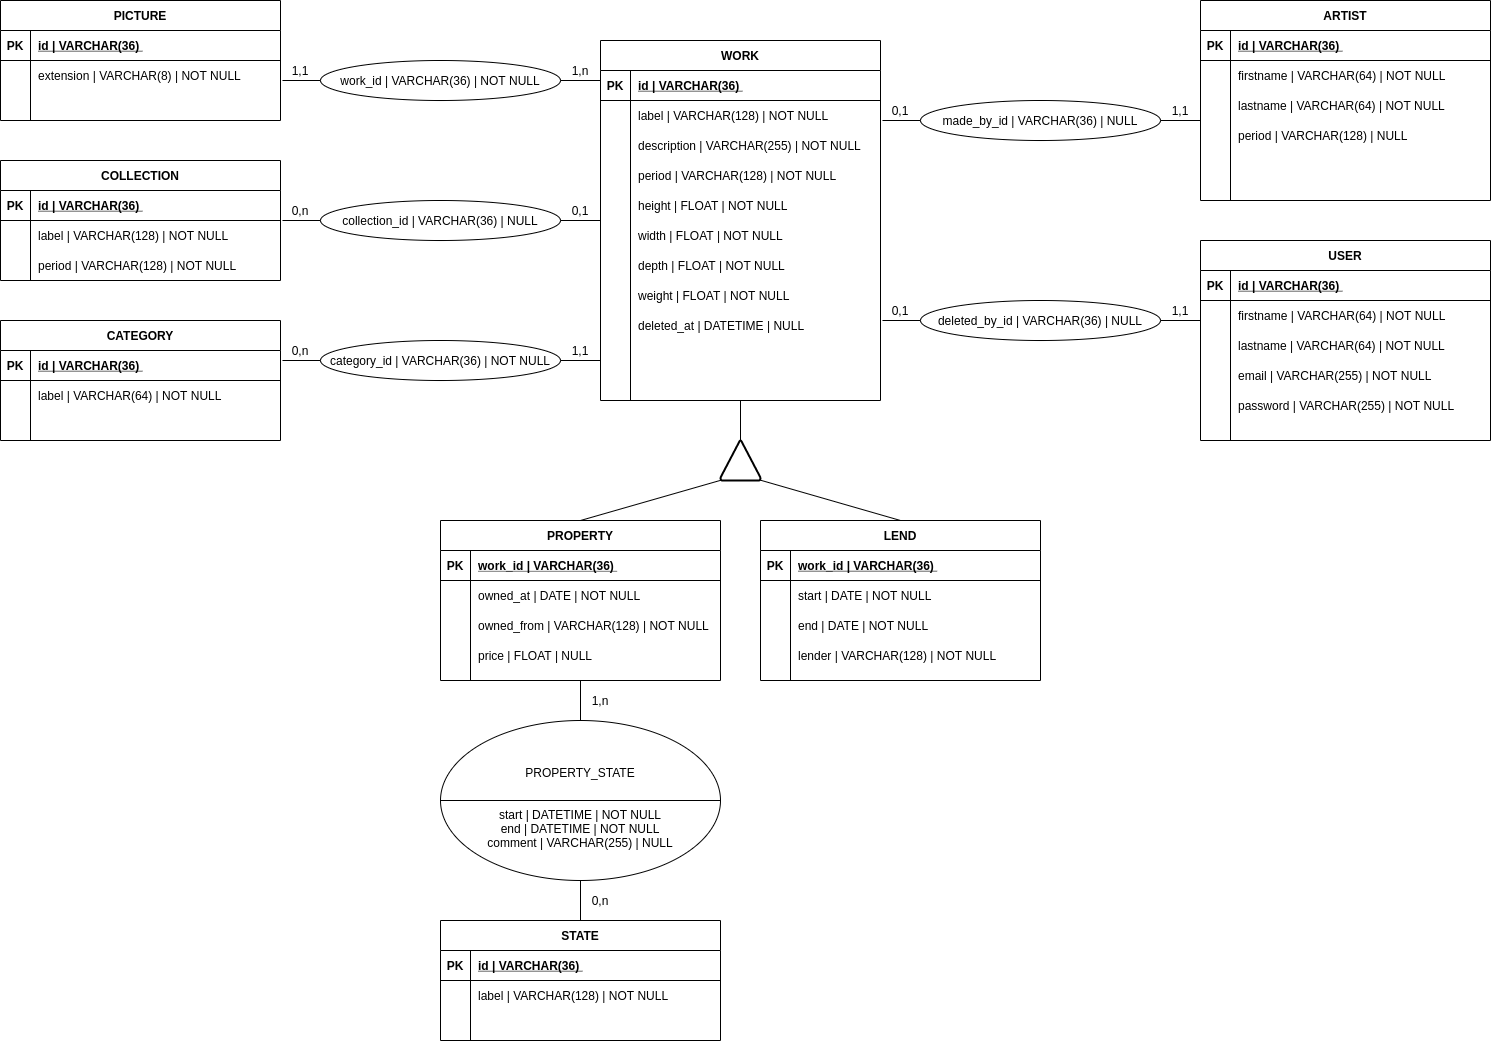 PICTURE
PK id | VARCHAR(36)
extension | VARCHAR(8) | NOT NULL
1,1
work_id | VARCHAR(36) | NOT NULL
1,n
COLLECTION
PK id | VARCHAR(36)
label | VARCHAR(128) | NOT NULL
period | VARCHAR(128) | NOT NULL
0,n
collection_id | VARCHAR(36) | NULL
0,1
CATEGORY
PK id | VARCHAR(36)
label | VARCHAR(64) | NOT NULL
0,n
category_id | VARCHAR(36) | NOT NULL
1,1
WORK
PK id | VARCHAR(36)
label | VARCHAR(128) | NOT NULL
description | VARCHAR(255) | NOT NULL
period | VARCHAR(128) | NOT NULL
height | FLOAT | NOT NULL
width | FLOAT | NOT NULL
depth | FLOAT | NOT NULL
weight | FLOAT | NOT NULL
deleted_at | DATETIME | NULL
0,1
made_by_id | VARCHAR(36) | NULL
1,1
ARTIST
PK id | VARCHAR(36)
firstname | VARCHAR(64) | NOT NULL
lastname | VARCHAR(64) | NOT NULL
period | VARCHAR(128) | NULL
0,1
deleted_by_id | VARCHAR(36) | NULL
1,1
USER
PK id | VARCHAR(36)
firstname | VARCHAR(64) | NOT NULL
lastname | VARCHAR(64) | NOT NULL
email | VARCHAR(255) | NOT NULL
password | VARCHAR(255) | NOT NULL
PROPERTY
PK work_id | VARCHAR(36)
owned_at | DATE | NOT NULL
owned_from | VARCHAR(128) | NOT NULL
price | FLOAT | NULL
LEND
PK work_id | VARCHAR(36)
start | DATE | NOT NULL
end | DATE | NOT NULL
lender | VARCHAR(128) | NOT NULL
1,n
PROPERTY_STATE
start | DATETIME | NOT NULL
end | DATETIME | NOT NULL
comment | VARCHAR(255) | NULL
0,n
STATE
PK id | VARCHAR(36)
label | VARCHAR(128) | NOT NULL